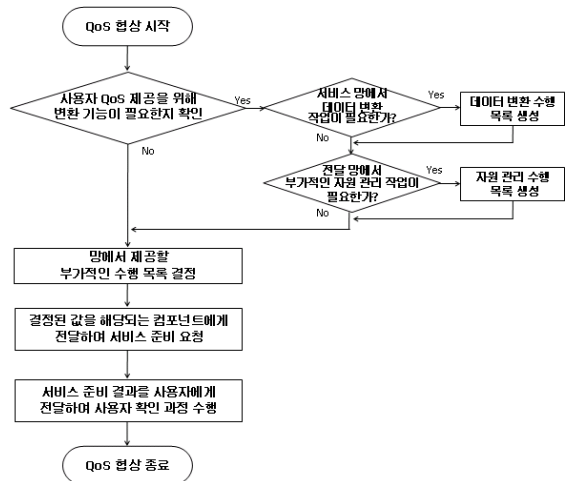 QoS 협상 시작
사용자 QoS 제공을 위해
변환 기능이 필요한지 확인
Yes
No
서비스 망에서
데이터 변환
작업이 필요한가?
Yes
No
데이터 변환 수행
목록 생성
전달 망에서
부가적인 자원 관리 작업이
필요한가?
Yes
No
자원 관리 수행
목록 생성
망에서 제공할
부가적인 수행 목록 결정
결정된 값을 해당되는 컴포넌트에게
전달하며 서비스 준비 요청
서비스 준비 결과를 사용자에게
전달하며 사용자 확인 과정 수행
QoS 협상 종료